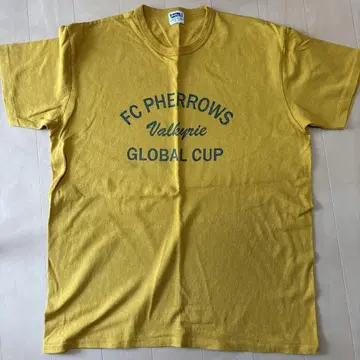 FC PHERROWS
Valkyrie
GLOBAL CUP